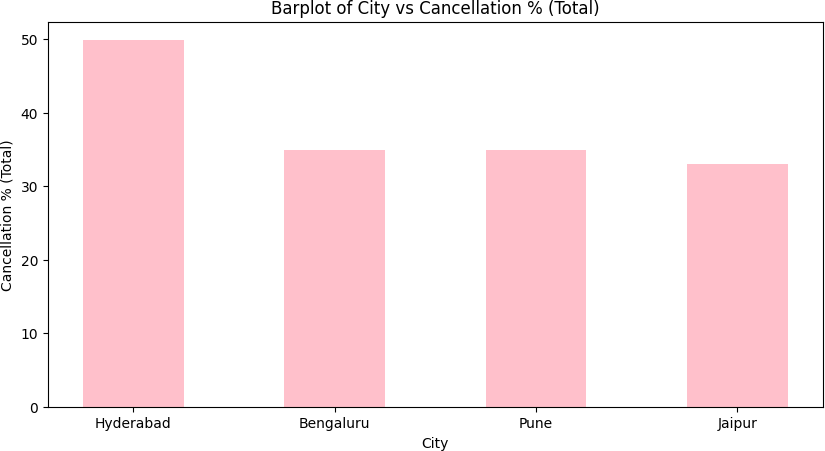 Barplot of City vs Cancellation % (Total)
Cancellation % (Total)
50
40
30
20
10
0
Hyderabad Bengaluru Pune Jaipur
City